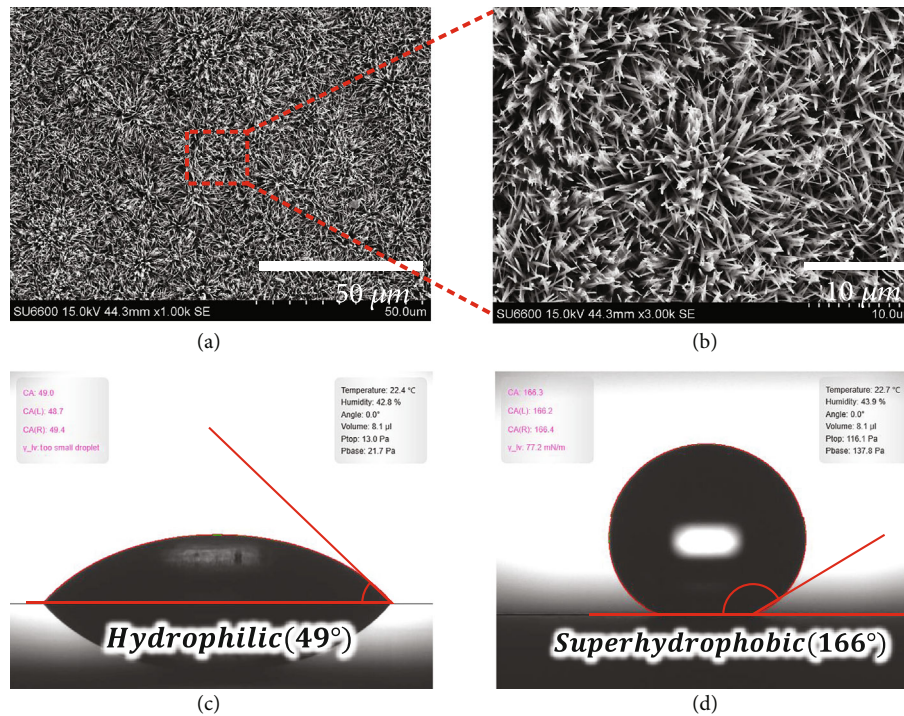 50 μm
SU6600 15.0kV 44.3mm x1.00k SE 50.0um
(a)
10 μm
SU6600 15.0kV 44.3mm x3.00k SE 10.0um
(b)
CA: 49.0
CA(L): 48.7
CA(R): 49.4
γ_lv: too small droplet
Temperature: 22.4 °C
Humidity: 42.8 %
Angle: 0.0°
Volume: 8.1 µl
Ptop: 13.0 Pa
Pbase: 21.7 Pa
Hydrophilic(49°)
(c)
CA: 166.3
CA(L): 166.2
CA(R): 166.4
γ_lv: 77.2 mN/m
Temperature: 22.7 °C
Humidity: 43.9 %
Angle: 0.0°
Volume: 8.1 µl
Ptop: 116.1 Pa
Pbase: 137.8 Pa
Superhydrophobic(166°)
(d)